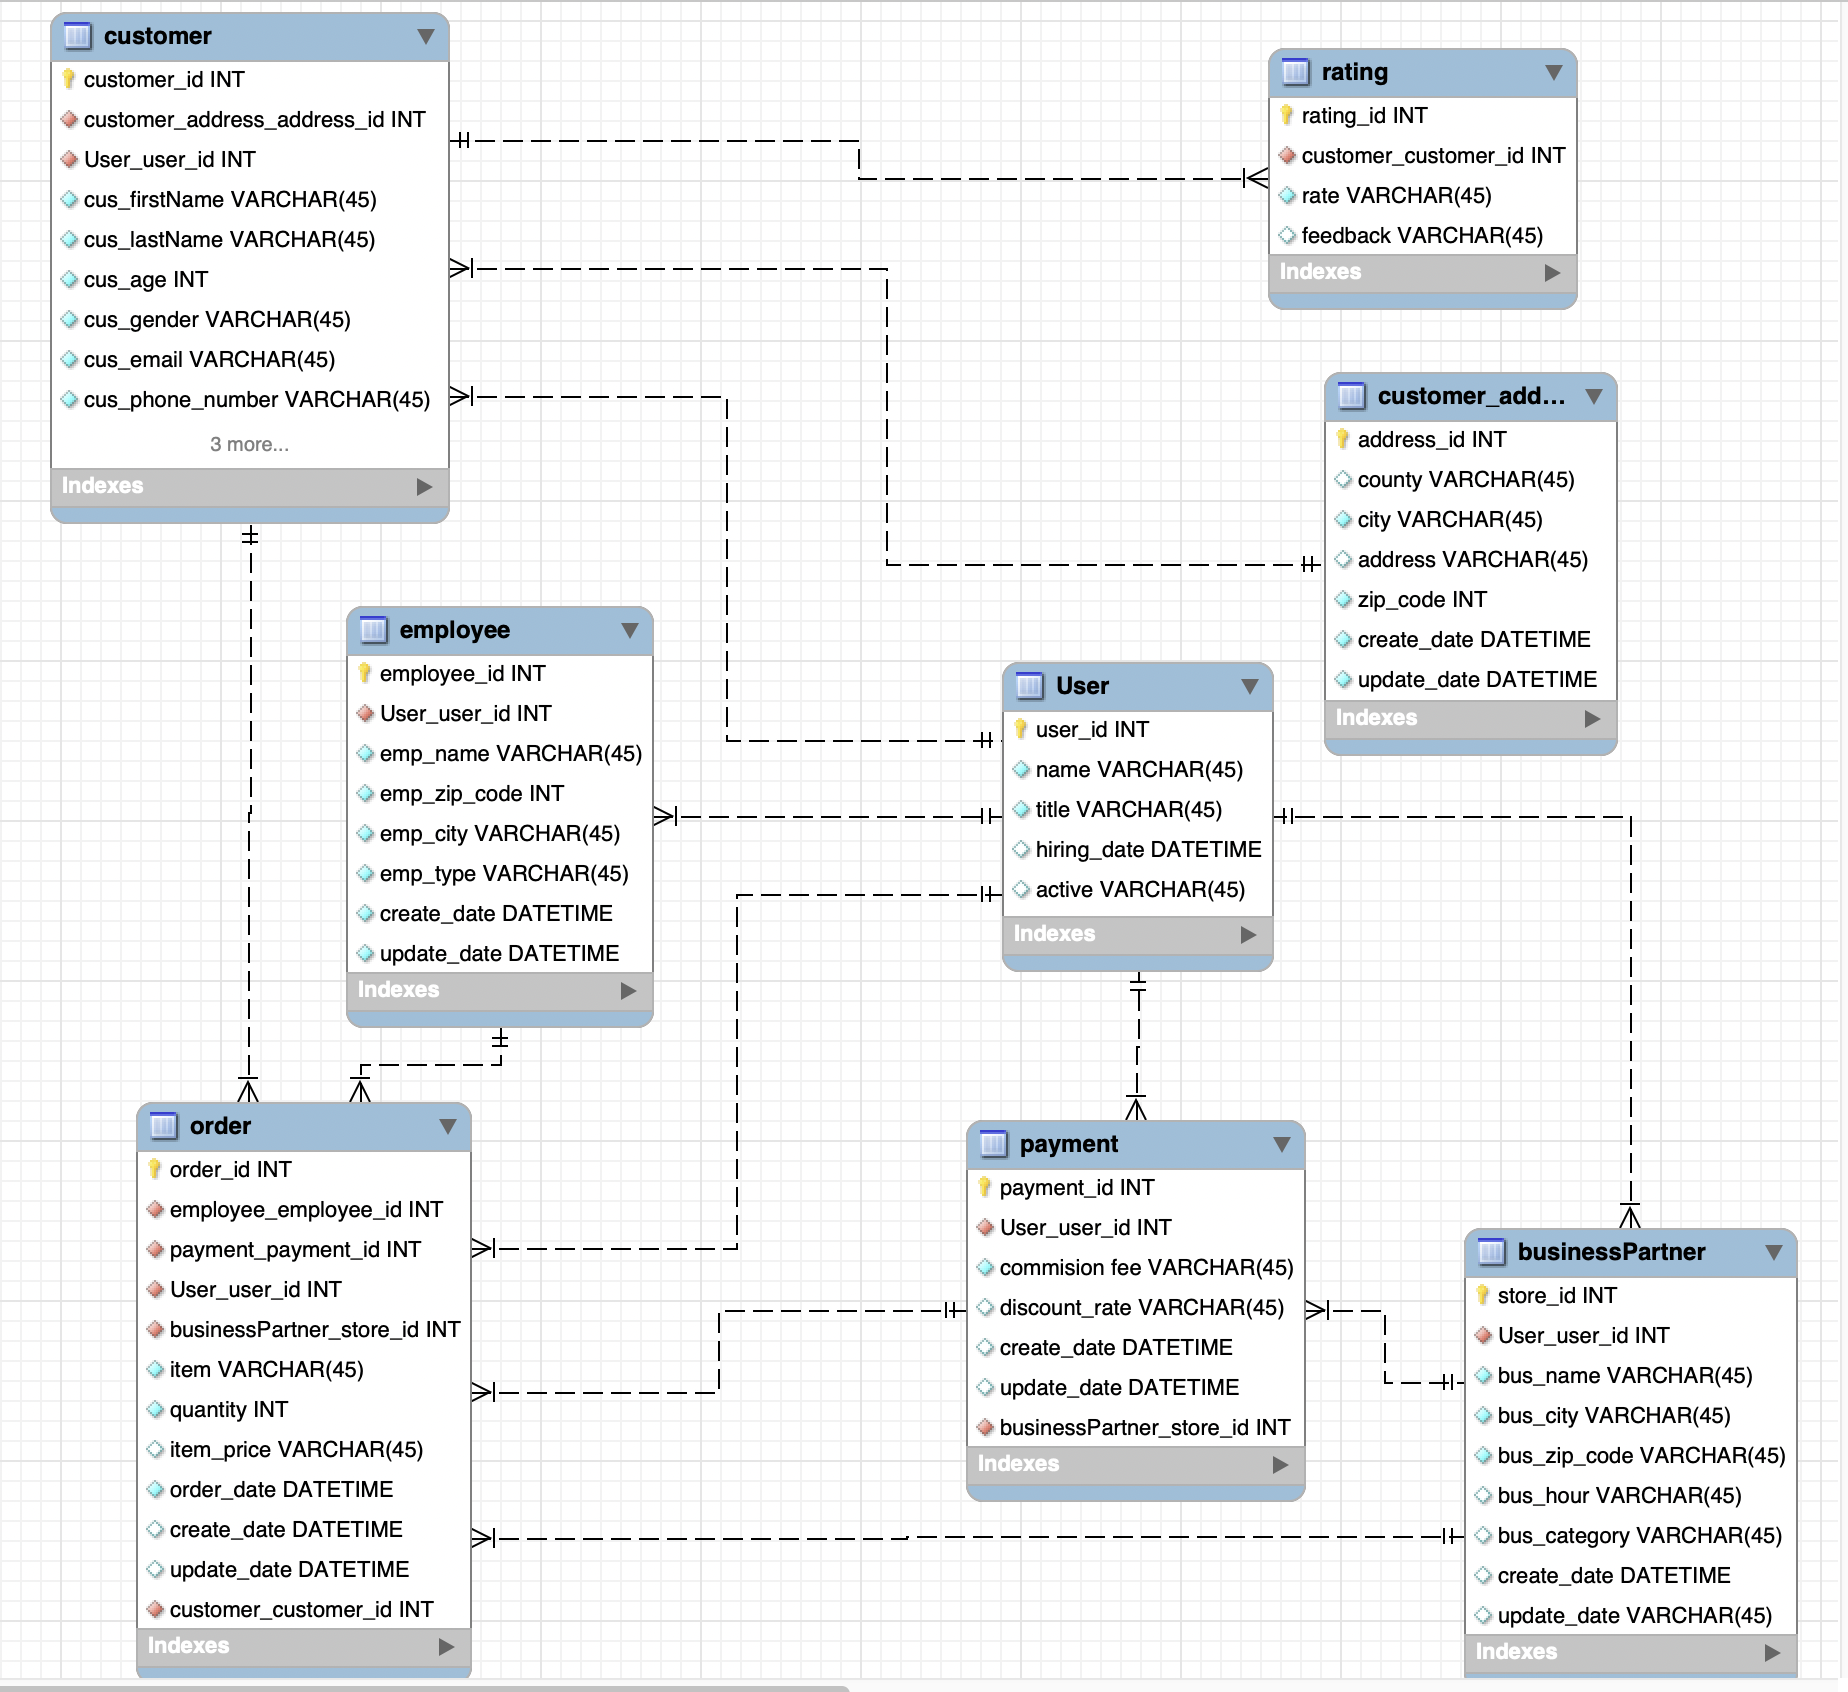 customer
customer_id INT
customer_address_address_id INT
User_user_id INT
cus_firstName VARCHAR(45)
cus_lastName VARCHAR(45)
cus_age INT
cus_gender VARCHAR(45)
cus_email VARCHAR(45)
cus_phone_number VARCHAR(45)
3 more...
Indexes
rating
rating_id INT
customer_customer_id INT
rate VARCHAR(45)
feedback VARCHAR(45)
Indexes
customer_add...
address_id INT
county VARCHAR(45)
city VARCHAR(45)
address VARCHAR(45)
zip_code INT
create_date DATETIME
update_date DATETIME
Indexes
employee
employee_id INT
User_user_id INT
emp_name VARCHAR(45)
emp_zip_code INT
emp_city VARCHAR(45)
emp_type VARCHAR(45)
create_date DATETIME
update_date DATETIME
Indexes
User
user_id INT
name VARCHAR(45)
title VARCHAR(45)
hiring_date DATETIME
active VARCHAR(45)
Indexes
order
order_id INT
employee_employee_id INT
payment_payment_id INT
User_user_id INT
businessPartner_store_id INT
item VARCHAR(45)
quantity INT
item_price VARCHAR(45)
order_date DATETIME
create_date DATETIME
update_date DATETIME
customer_customer_id INT
Indexes
payment
payment_id INT
User_user_id INT
commision fee VARCHAR(45)
discount_rate VARCHAR(45)
create_date DATETIME
update_date DATETIME
businessPartner_store_id INT
Indexes
businessPartner
store_id INT
User_user_id INT
bus_name VARCHAR(45)
bus_city VARCHAR(45)
bus_zip_code VARCHAR(45)
bus_hour VARCHAR(45)
bus_category VARCHAR(45)
create_date DATETIME
update_date VARCHAR(45)
Indexes